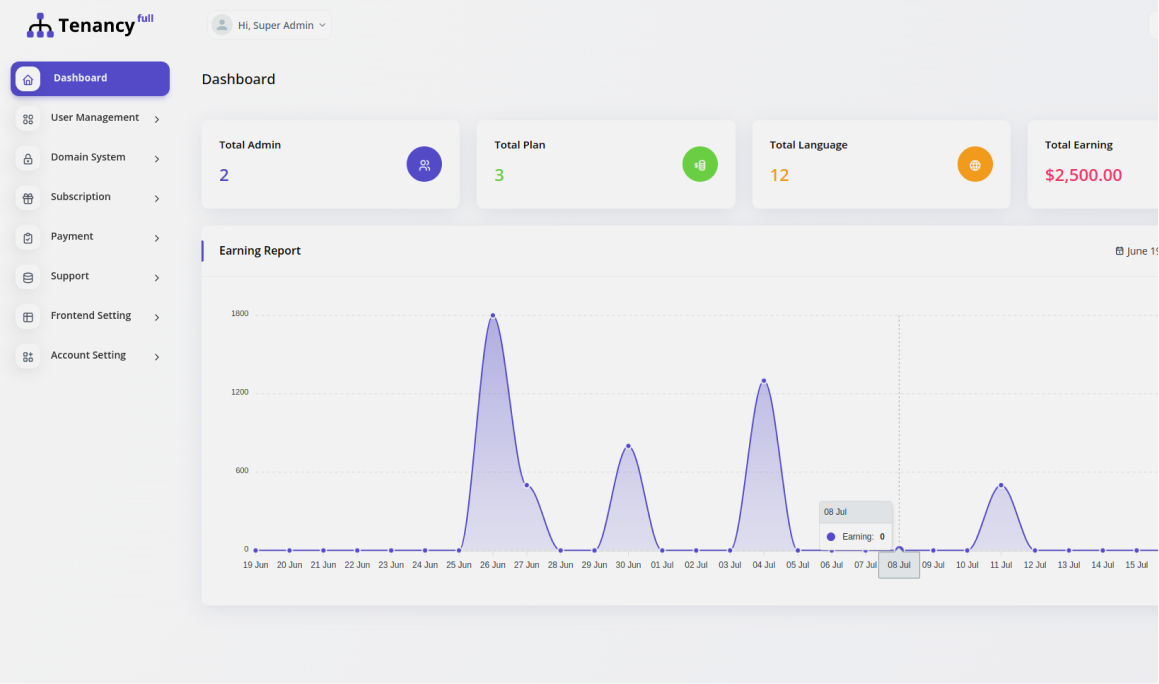 Tenancy full
Hi, Super Admin
Dashboard
User Management
Domain System
Subscription
Payment
Support
Frontend Setting
Account Setting
Dashboard
Total Admin
2
Total Plan
3
Total Language
12
Total Earning
$2,500.00
Earning Report
June 19
1800
1200
600
0
08 Jul
Earning: 0
19 Jun 20 Jun 21 Jun 22 Jun 23 Jun 24 Jun 25 Jun 26 Jun 27 Jun 28 Jun 29 Jun 30 Jun 01 Jul 02 Jul 03 Jul 04 Jul 05 Jul 06 Jul 07 Jul 08 Jul 09 Jul 10 Jul 11 Jul 12 Jul 13 Jul 14 Jul 15 Jul